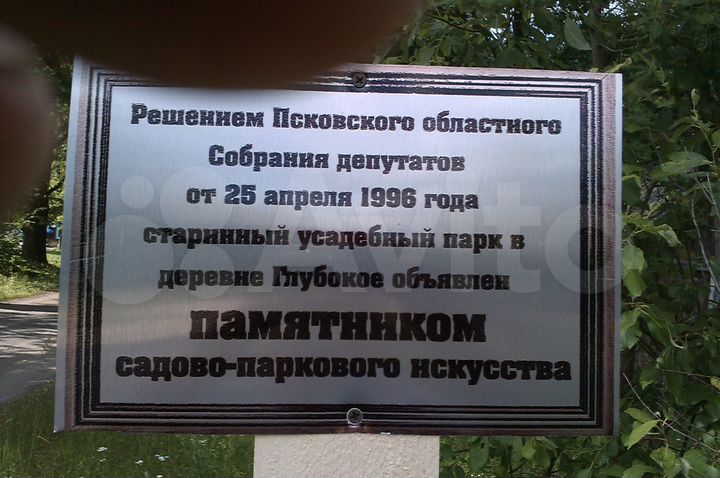 Решением Псковского областного
Собрания депутатов
от 25 апреля 1996 года
старинный усадебный парк в
деревне Глубокое объявлен
памятником
садово-паркового искусства
Avito